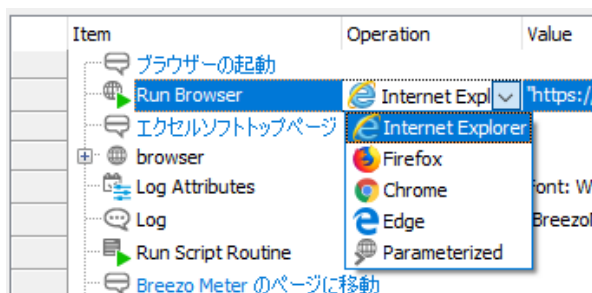 Item Operation Value
ブラウザーの起動
Run Browser Internet Expl "https:/
エクセルソフトトップページ Internet Explorer
browser Firefox
Log Attributes Chrome Font: W
Log Edge
Run Script Routine Parameterized
Breezo Meter のページに移動